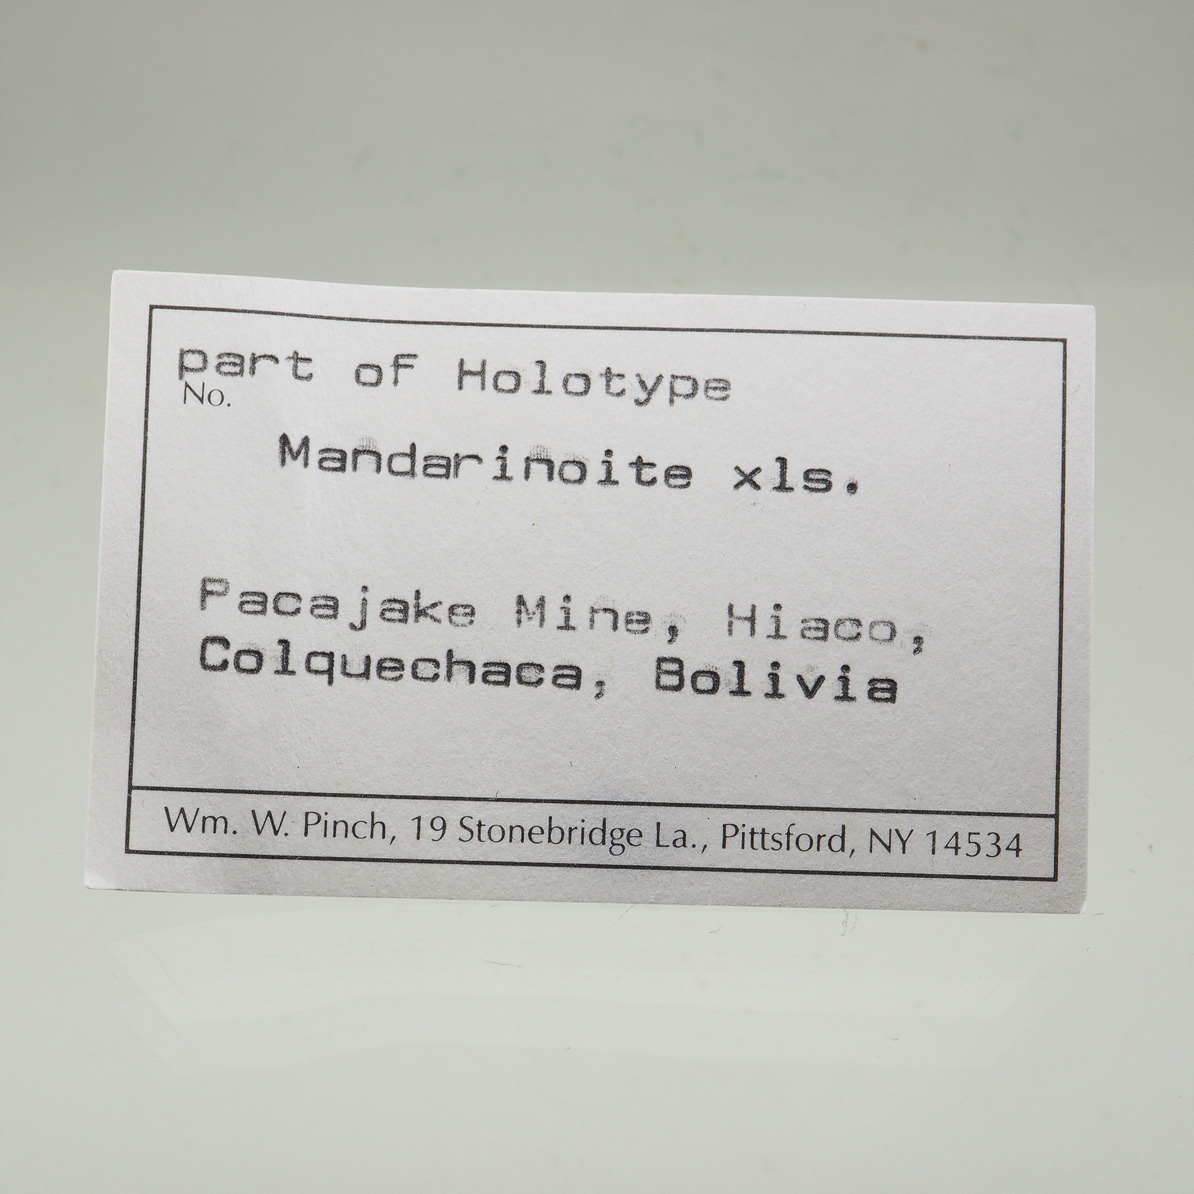 part of Holotype
No.
Mandarinoite xls.
Pacajake Mine, Hiaco,
Colquechaca, Bolivia
Wm. W. Pinch, 19 Stonebridge La., Pittsford, NY 14534